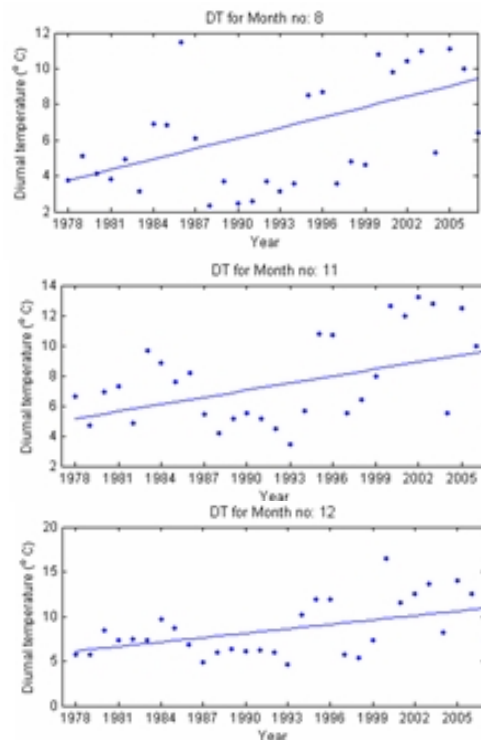 DT for Month no: 8
Diurnal temperature (° C)
12
10
8
6
4
2
1978 1981 1984 1987 1990 1993 1996 1999 2002 2005
Year
DT for Month no: 11
Diurnal temperature (° C)
14
12
10
8
6
4
2
1978 1981 1984 1987 1990 1993 1996 1999 2002 2005
Year
DT for Month no: 12
Diurnal temperature (° C)
20
15
10
5
0
1978 1981 1984 1987 1990 1993 1996 1999 2002 2005
Year